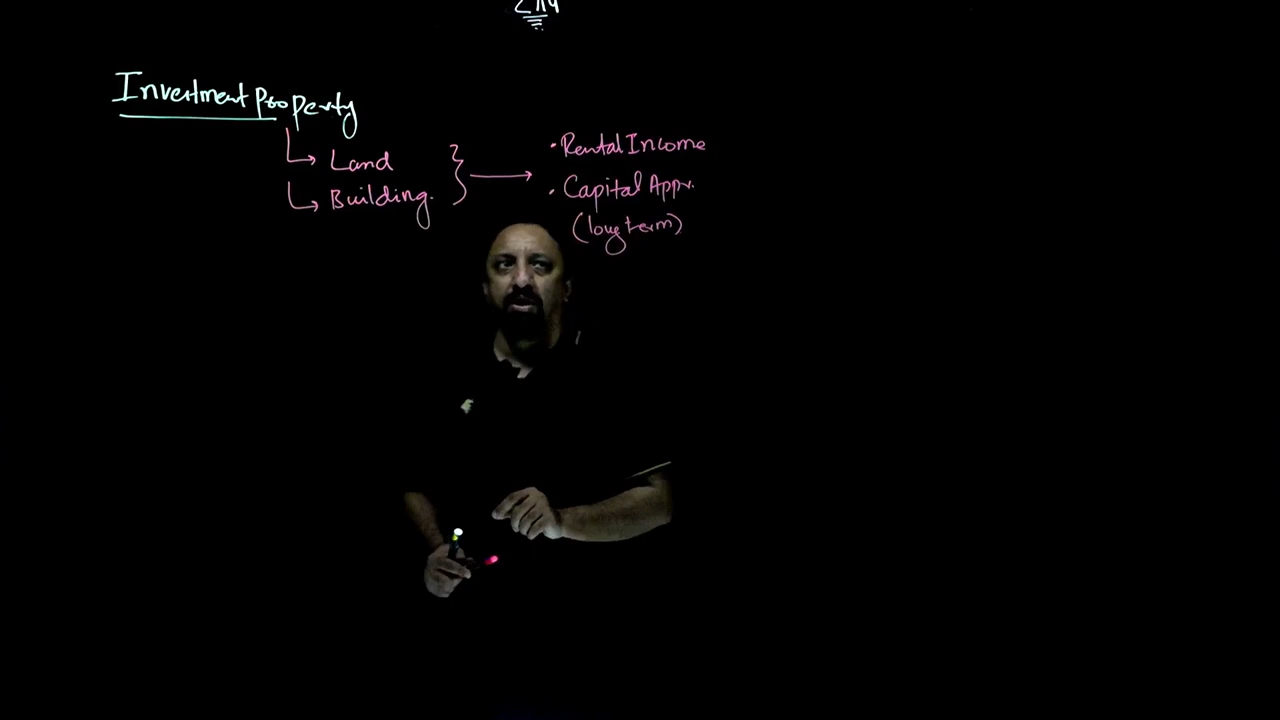 Investment property
Land
Building.
• Rental Income
• Capital Appr.
(long term)